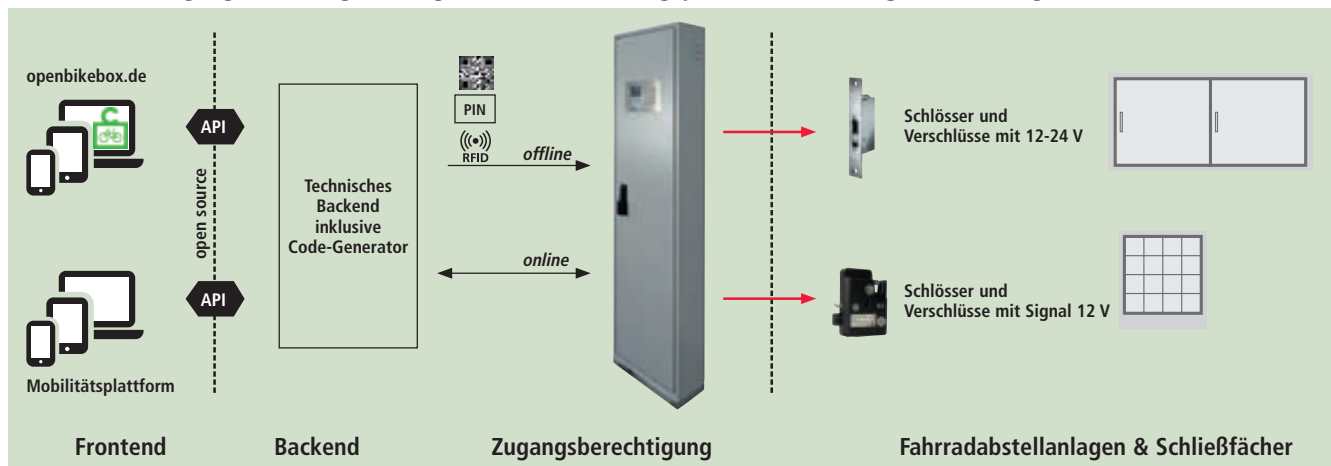 openbikebox.de
API
open source
API
Mobilitätsplattform
Technisches
Backend
inklusive
Code-Generator
PIN
RFID
offline
online
Schlösser und
Verschlüsse mit 12-24 V
Schlösser und
Verschlüsse mit Signal 12 V
Frontend
Backend
Zugangsberechtigung
Fahrradabstellanlagen & Schließfächer